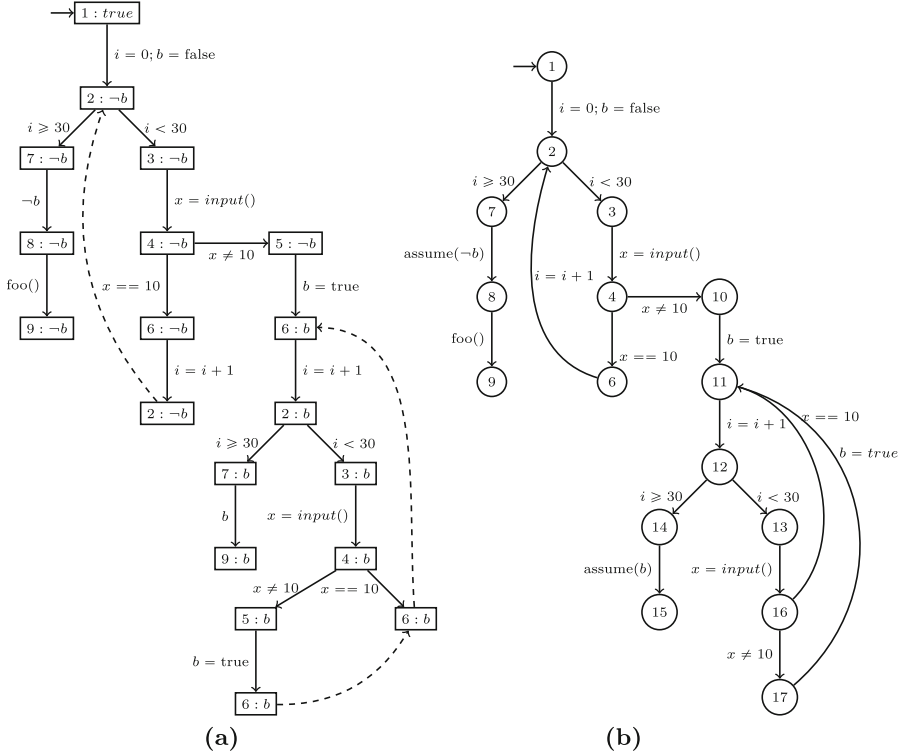 1 : true
i = 0; b = false
2 : ¬b
i ⩾ 30
i < 30
7 : ¬b
3 : ¬b
¬b
x = input()
8 : ¬b
4 : ¬b
x ≠ 10
5 : ¬b
foo()
x == 10
b = true
9 : ¬b
6 : ¬b
6 : b
i = i + 1
i = i + 1
2 : ¬b
2 : b
i ⩾ 30
i < 30
7 : b
3 : b
b
x = input()
9 : b
4 : b
x ≠ 10
x == 10
5 : b
6 : b
b = true
6 : b
(a)
1
i = 0; b = false
2
i ⩾ 30
i < 30
7
3
assume(¬b)
x = input()
i = i + 1
8
4
x ≠ 10
10
foo()
x == 10
b = true
9
6
11
i = i + 1
x == 10
b = true
12
i ⩾ 30
i < 30
14
13
assume(b)
x = input()
15
16
x ≠ 10
17
(b)